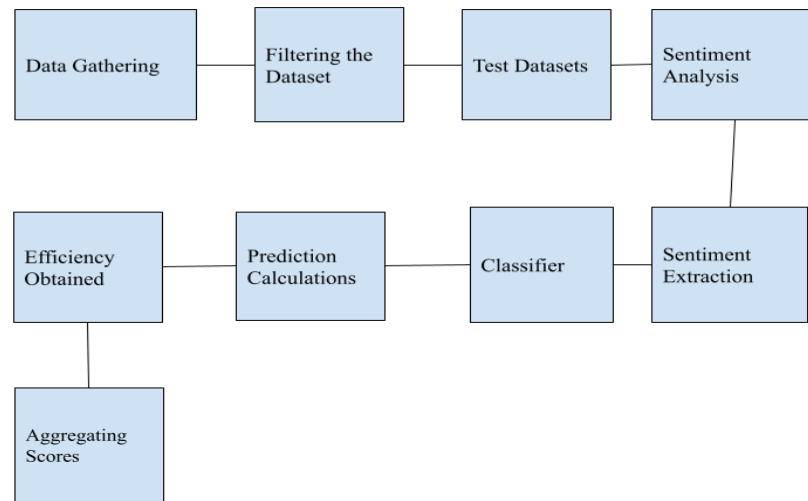 Data Gathering
Filtering the
Dataset
Test Datasets
Sentiment
Analysis
Efficiency
Obtained
Prediction
Calculations
Classifier
Sentiment
Extraction
Aggregating
Scores